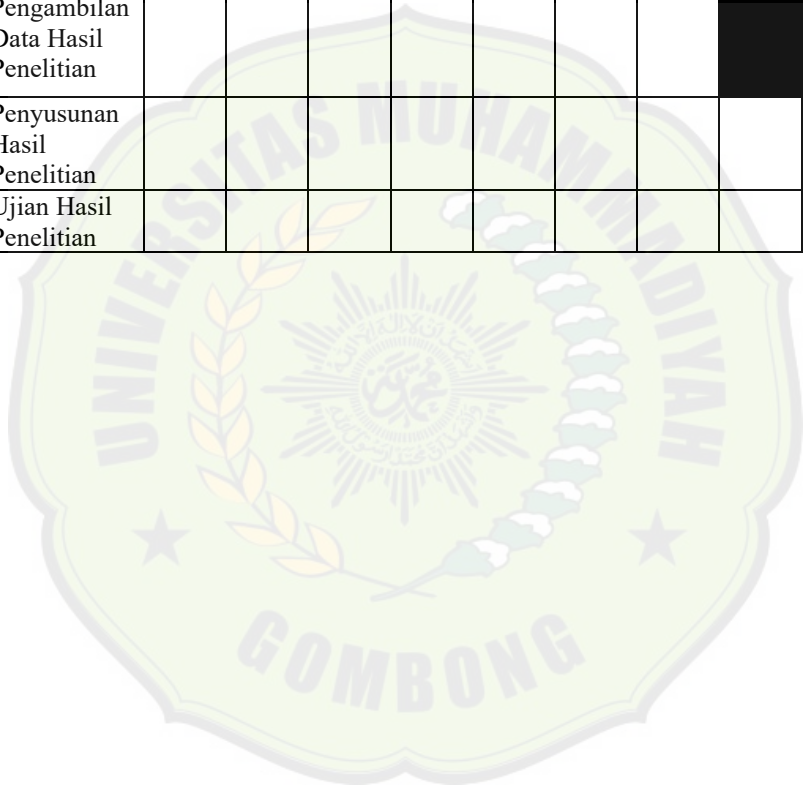 Pengambilan
Data Hasil
Penelitian
Penyusunan
Hasil
Penelitian
Ujian Hasil
Penelitian
UNIVERSITAS MUHAMMADIYAH
GOMBONG